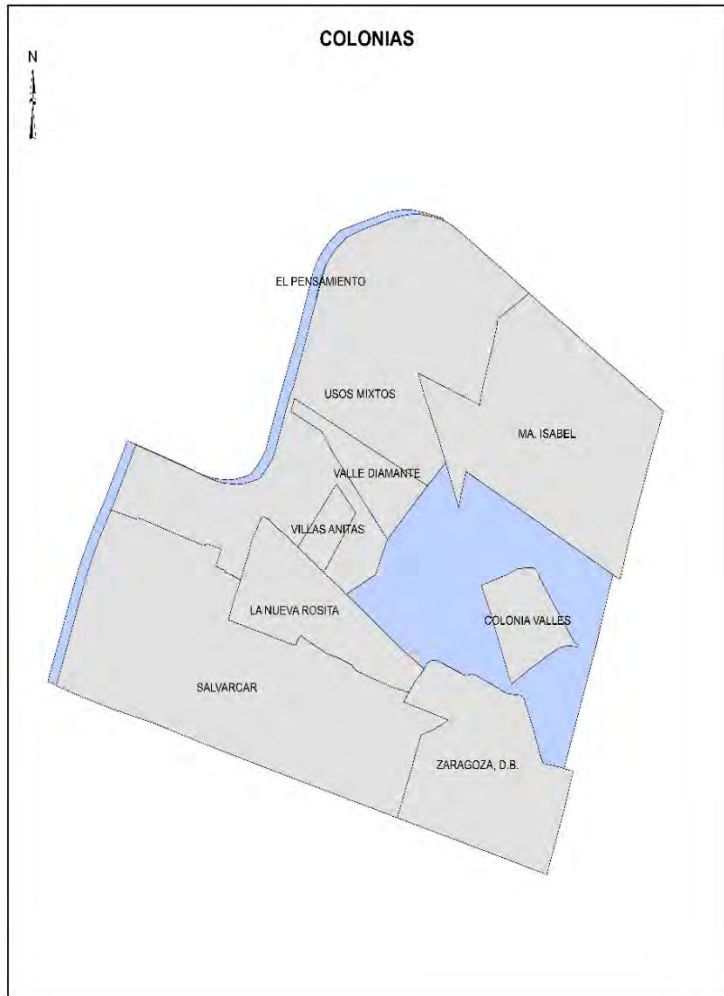 COLONIAS
N
EL PENSAMIENTO
USOS MIXTOS
MA. ISABEL
VALLE DIAMANTE
VILLAS ANITAS
LA NUEVA ROSITA
COLONIA VALLES
SALVARCAR
ZARAGOZA, D.B.